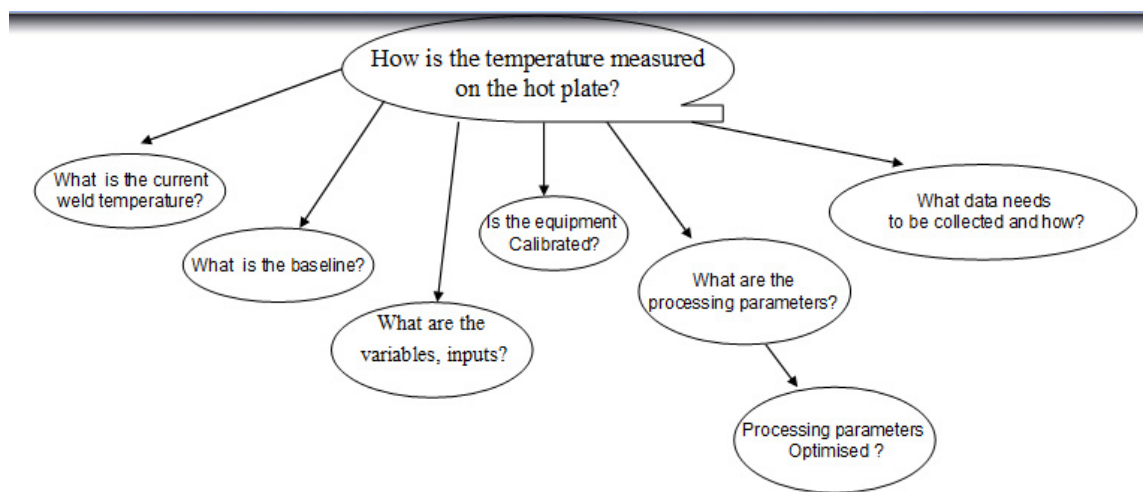 How is the temperature measured
on the hot plate?
What is the current
weld temperature?
What is the baseline?
What are the
variables, inputs?
Is the equipment
Calibrated?
What are the
processing parameters?
Processing parameters
Optimised ?
What data needs
to be collected and how?